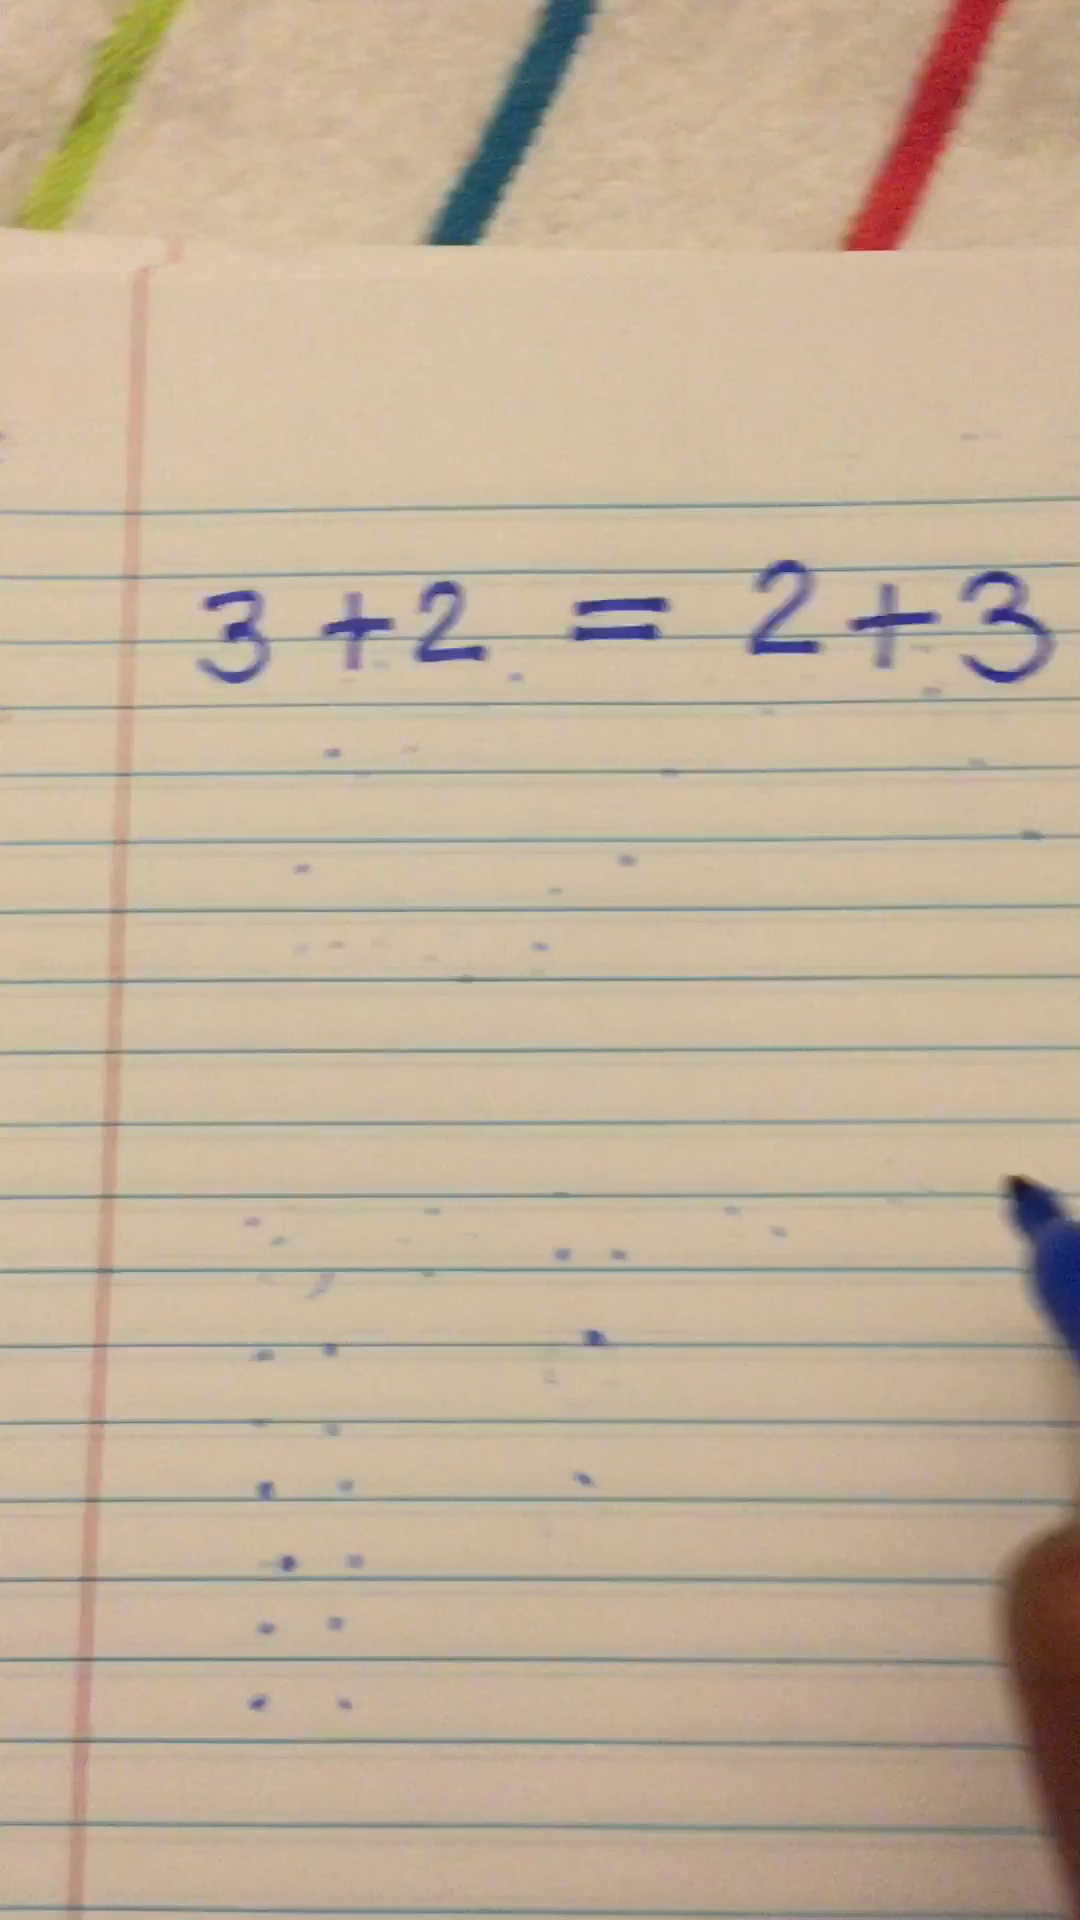 3 + 2 = 2 + 3